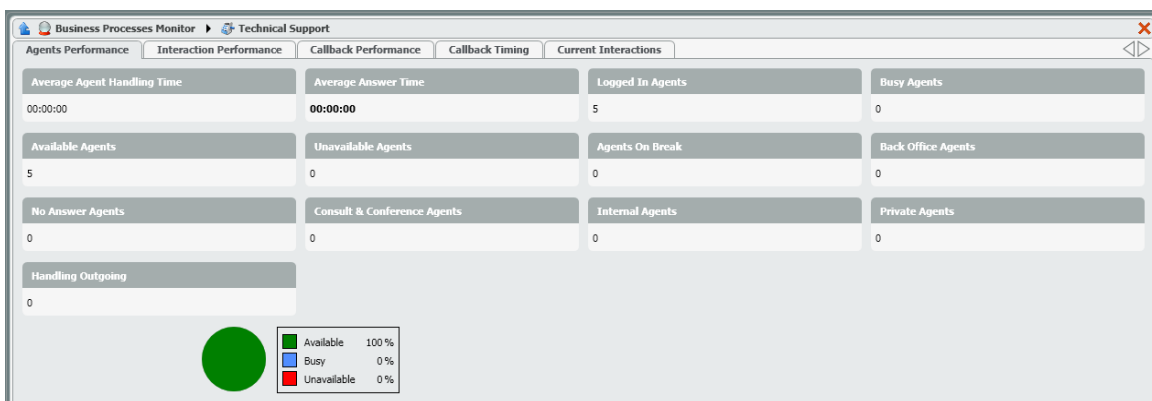 Business Processes Monitor Technical Support
Agents Performance Interaction Performance Callback Performance Callback Timing Current Interactions
Average Agent Handling Time Average Answer Time Logged In Agents Busy Agents
00:00:00 00:00:00 5 0
Available Agents Unavailable Agents Agents On Break Back Office Agents
5 0 0 0
No Answer Agents Consult & Conference Agents Internal Agents Private Agents
0 0 0 0
Handling Outgoing
0
Available 100 %
Busy 0 %
Unavailable 0 %